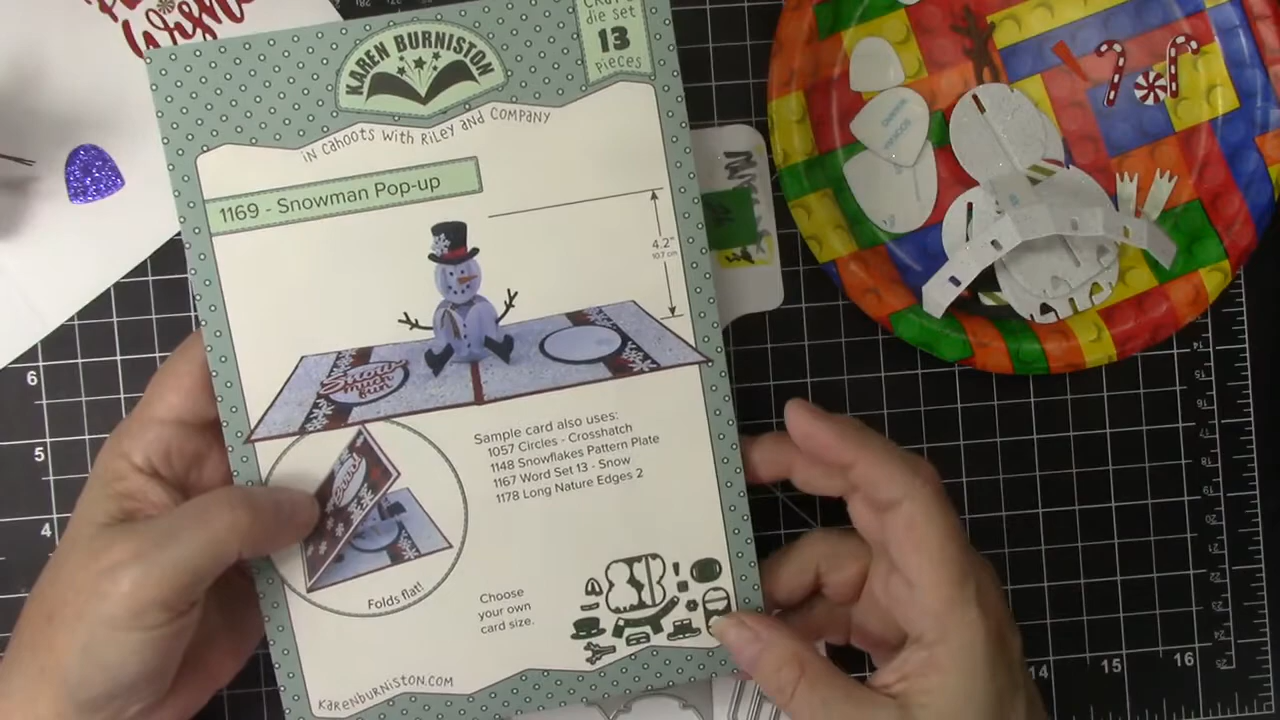 Wishes
KAREN BURNISTON
die set
13
pieces
in cahoots with Riley and Company
1169 - Snowman Pop-up
4.2"
10.7 cm
Snow
much
fun
Sample card also uses:
1057 Circles - Crosshatch
1148 Snowflakes Pattern Plate
1167 Word Set 13 - Snow
1178 Long Nature Edges 2
Folds flat!
Choose
your own
card size.
KARENBURNISTON.COM
6
5
4
14
15
16